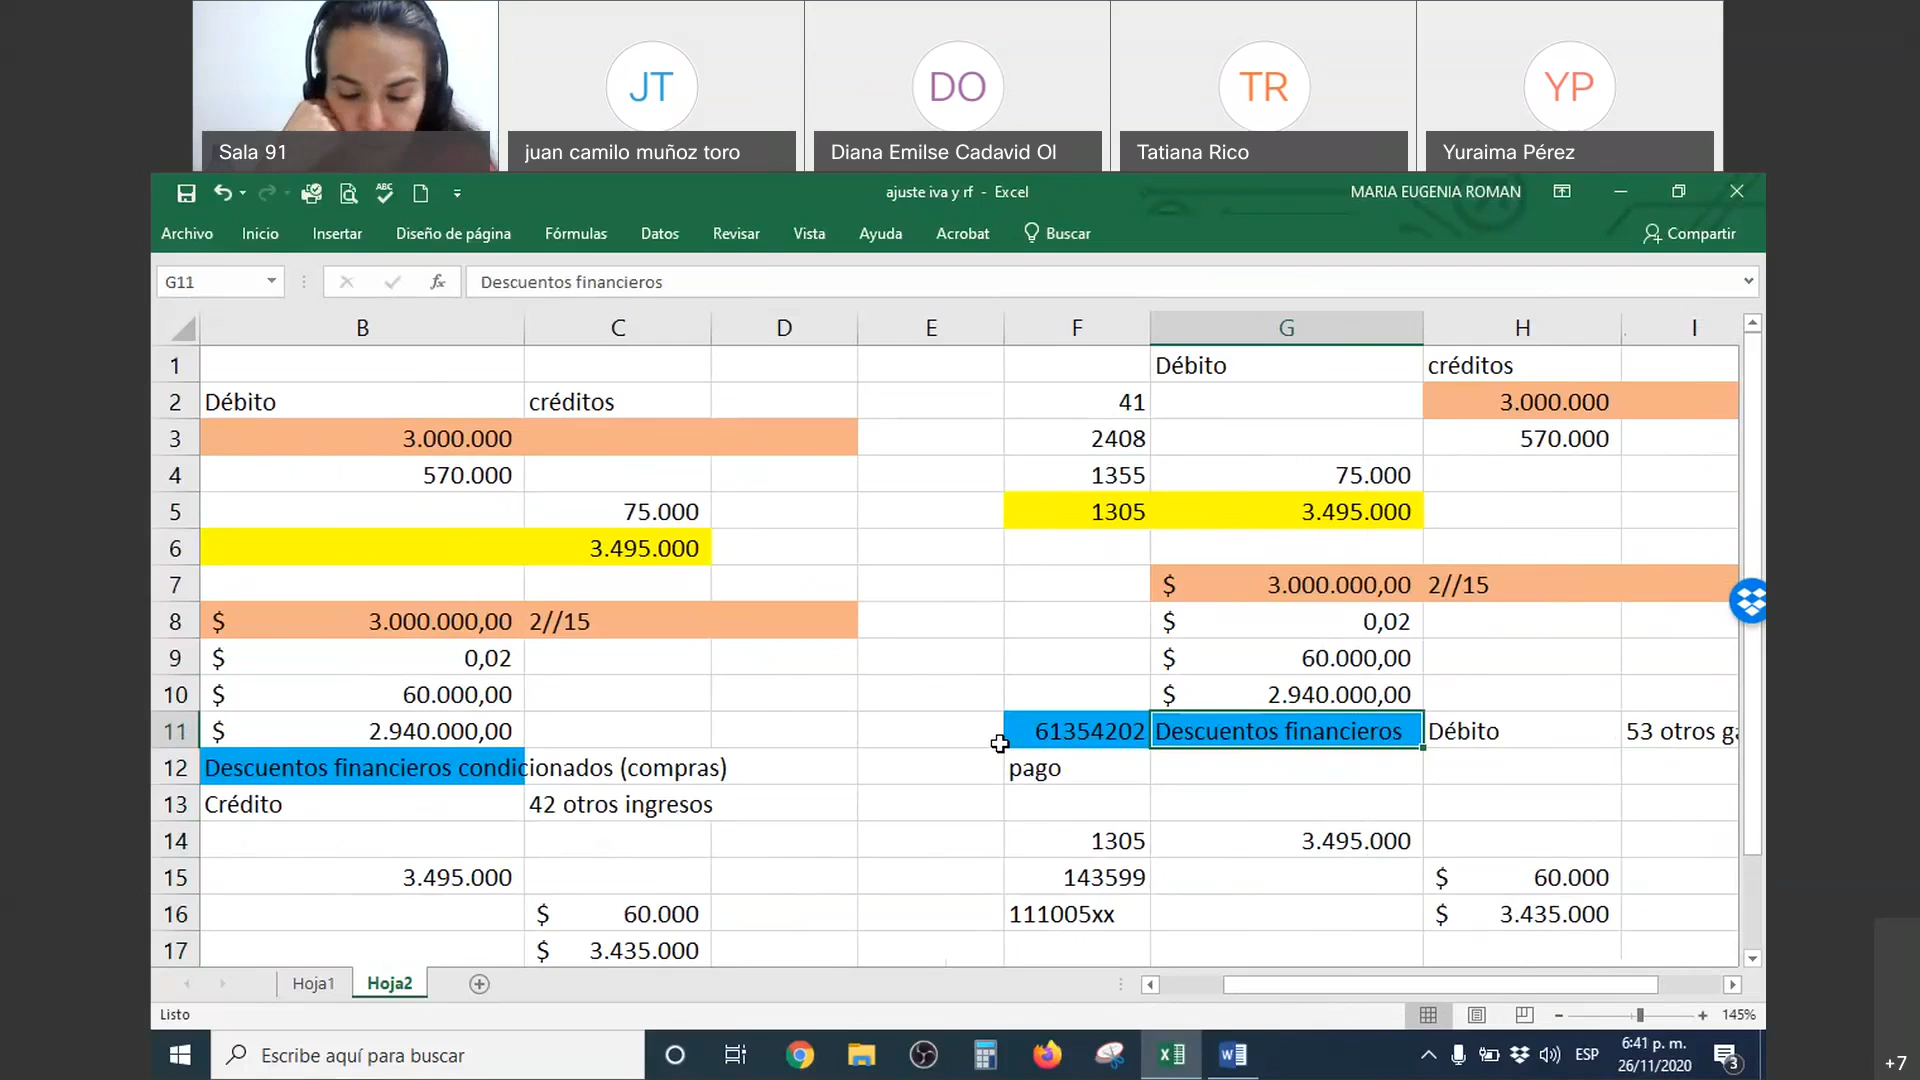 JT
DO
TR
YP
Sala 91
juan camilo muñoz toro
Diana Emilse Cadavid Ol
Tatiana Rico
Yuraima Pérez
ABC
ajuste iva y rf - Excel
MARIA EUGENIA ROMAN
Archivo Inicio Insertar Diseño de página Fórmulas Datos Revisar Vista Ayuda Acrobat Buscar Compartir
G11 fx Descuentos financieros
B C D E F G H I
1 Débito créditos
2 Débito créditos 41 3.000.000
3 3.000.000 2408 570.000
4 570.000 1355 75.000
5 75.000 1305 3.495.000
6 3.495.000
7 $ 3.000.000,00 2//15
8 $ 3.000.000,00 2//15 $ 0,02
9 $ 0,02 $ 60.000,00
10 $ 60.000,00 $ 2.940.000,00
11 $ 2.940.000,00 61354202 Descuentos financieros Débito 53 otros ga
12 Descuentos financieros condicionados (compras) pago
13 Crédito 42 otros ingresos
14 1305 3.495.000
15 3.495.000 143599 $ 60.000
16 $ 60.000 111005xx $ 3.435.000
17 $ 3.435.000
Hoja1 Hoja2
Listo
145%
Escribe aquí para buscar
ESP
6:41 p. m.
26/11/2020
3
+7